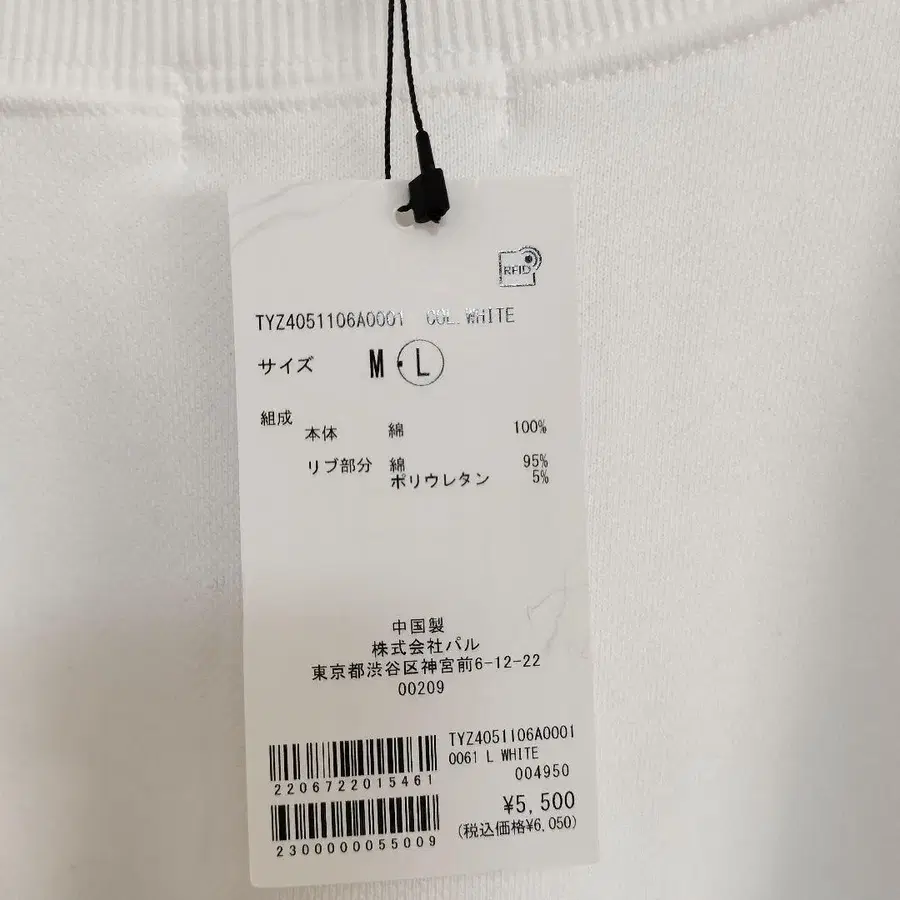 RFID
TYZ4051106A0001 COL.WHITE
サイズ M・L
組成
本体 綿 100%
リブ部分 綿 95%
ポリウレタン 5%
中国製
株式会社パル
東京都渋谷区神宮前6-12-22
00209
TYZ4051106A0001
0061 L WHITE
004950
2206722015461
¥5,500
(税込価格¥6,050)
2300000055009